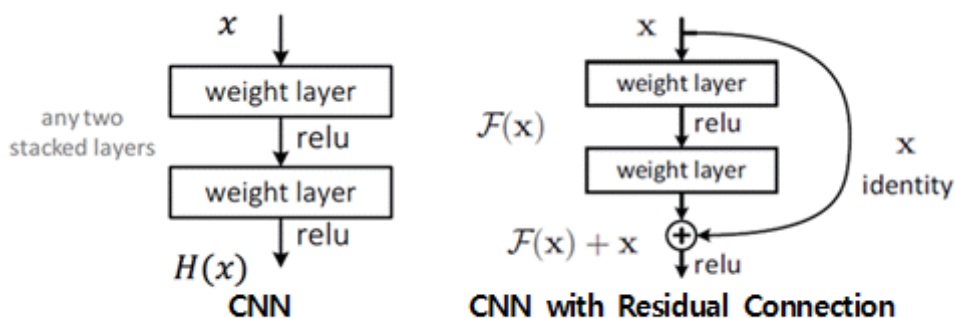 x
weight layer
any two
stacked layers
relu
weight layer
relu
H(x)
CNN
x
weight layer
F(x)
relu
weight layer
x
identity
F(x) + x
+
relu
CNN with Residual Connection